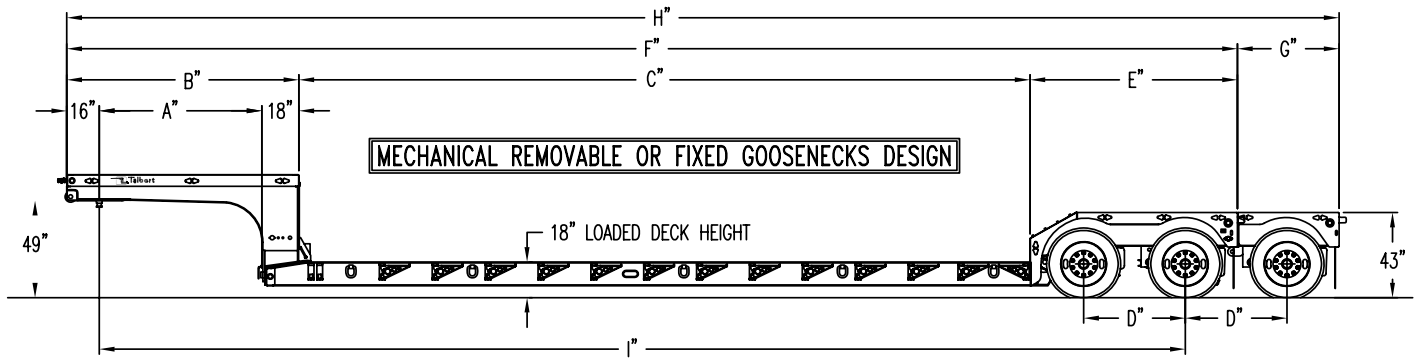 H"
F"
G"
B"
C"
E"
16"
A"
18"
MECHANICAL REMOVABLE OR FIXED GOOSENECKS DESIGN
Talbert
49"
18" LOADED DECK HEIGHT
43"
D"
D"
I"